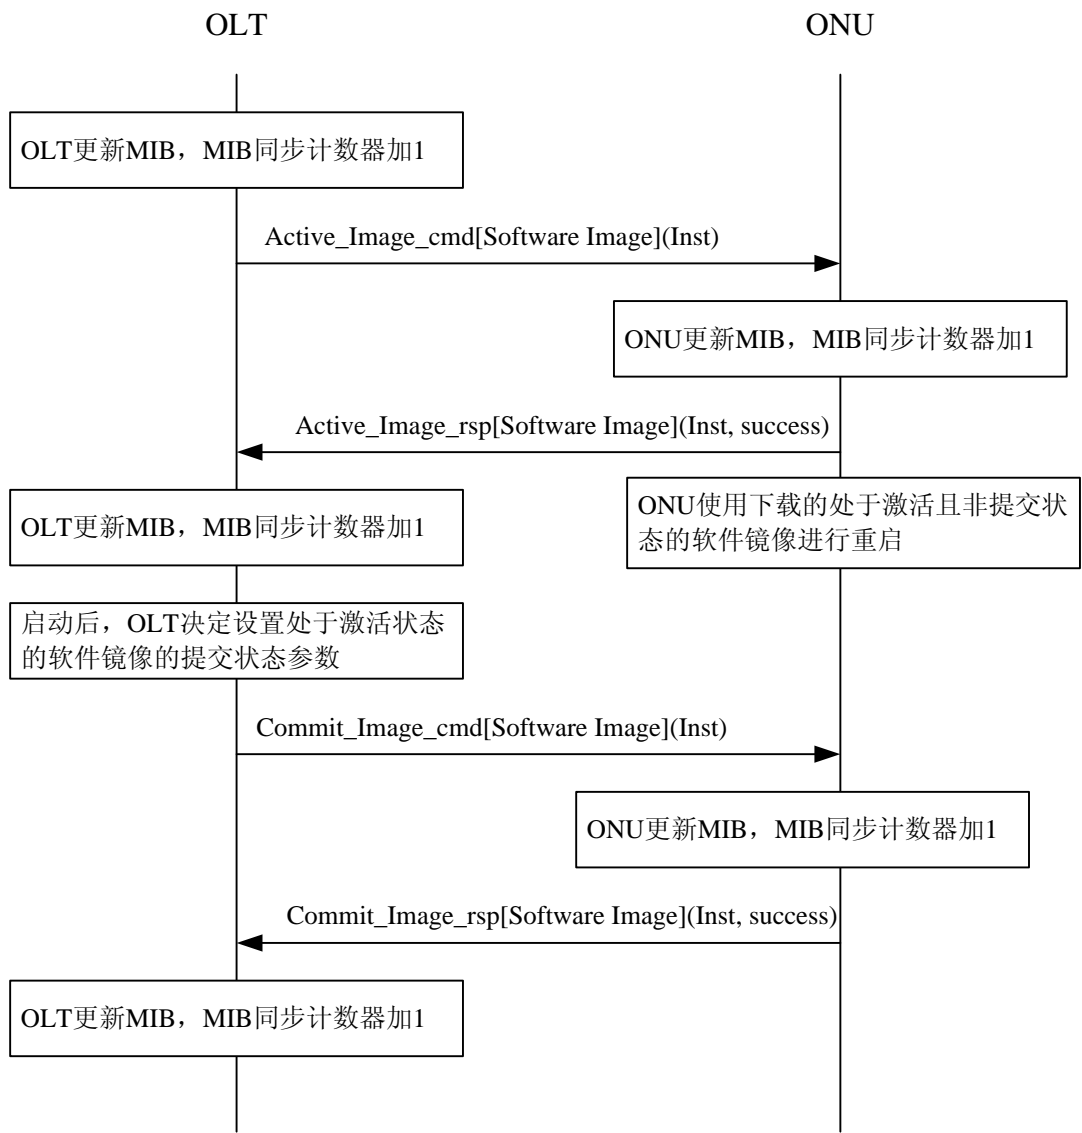 OLT
ONU
OLT更新MIB，MIB同步计数器加1
Active_Image_cmd[Software Image](Inst)
ONU更新MIB，MIB同步计数器加1
Active_Image_rsp[Software Image](Inst, success)
OLT更新MIB，MIB同步计数器加1
ONU使用下载的处于激活且非提交状
态的软件镜像进行重启
启动后，OLT决定设置处于激活状态
的软件镜像的提交状态参数
Commit_Image_cmd[Software Image](Inst)
ONU更新MIB，MIB同步计数器加1
Commit_Image_rsp[Software Image](Inst, success)
OLT更新MIB，MIB同步计数器加1